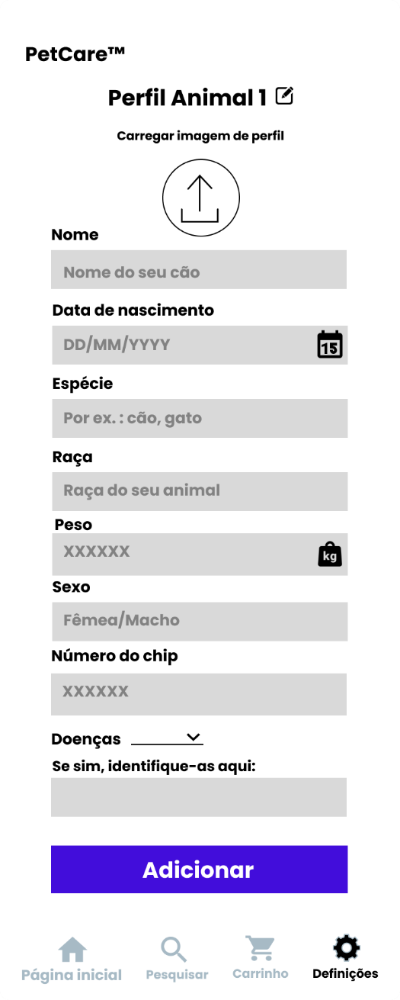 PetCare™
Perfil Animal 1
Carregar imagem de perfil
Nome
Nome do seu cão
Data de nascimento
DD/MM/YYYY
15
Espécie
Por ex. : cão, gato
Raça
Raça do seu animal
Peso
XXXXXX
kg
Sexo
Fêmea/Macho
Número do chip
XXXXXX
Doenças
Se sim, identifique-as aqui:
Adicionar
Página inicial Pesquisar Carrinho Definições